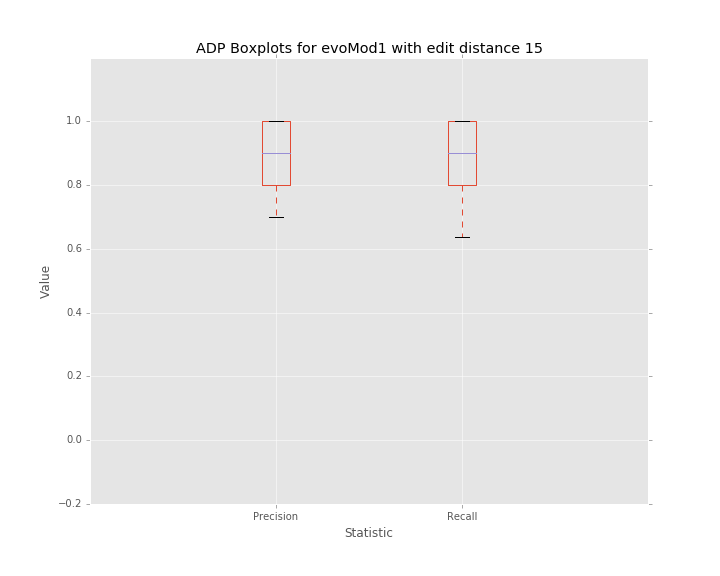 ADP Boxplots for evoMod1 with edit distance 15
1.0
0.8
0.6
0.4
0.2
0.0
−0.2
Value
Precision
Recall
Statistic